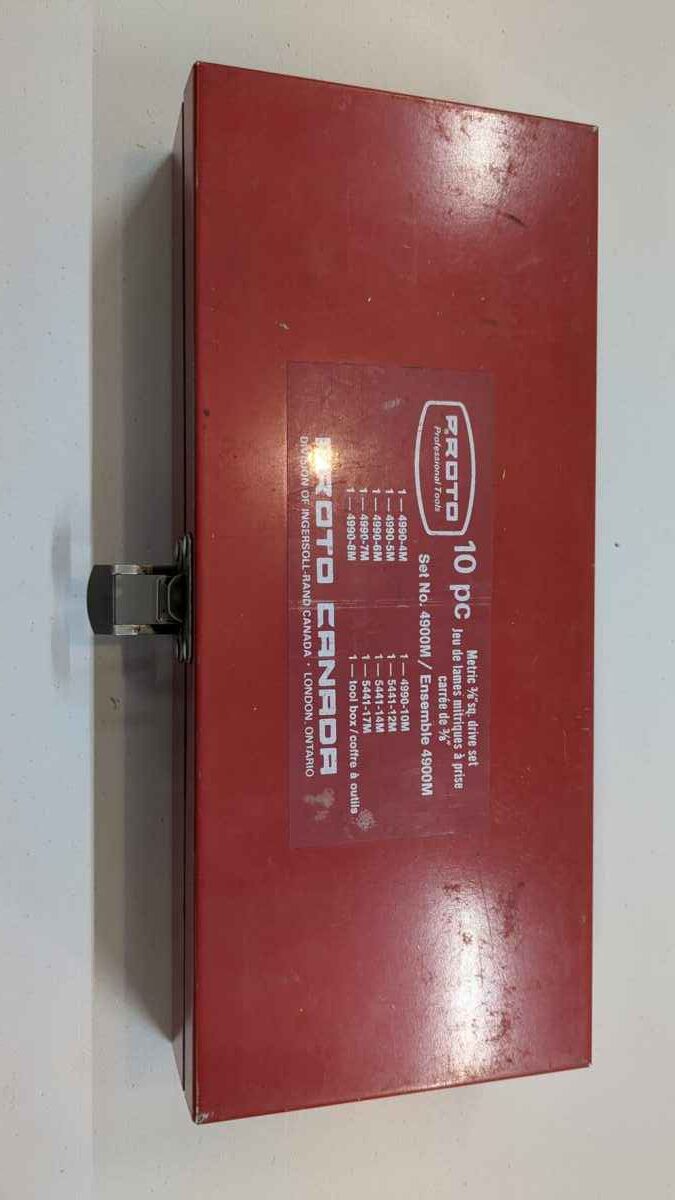 PROTO
Professional Tools
10 pc
Metric 3/8" sq. drive set
Jeu de lames mitriques à prise
carrée de 3/8"
Set No. 4900M / Ensemble 4900M
1 — 4990-4M
1 — 4990-5M
1 — 4990-6M
1 — 4990-7M
1 — 4990-8M
1 — 4990-10M
1 — 5441-12M
1 — 5441-14M
1 — 5441-17M
1 — tool box / coffre à outils
PROTO CANADA
DIVISION OF INGERSOLL-RAND CANADA · LONDON, ONTARIO